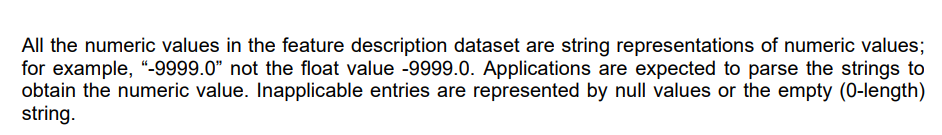 All the numeric values in the feature description dataset are string representations of numeric values;
for example, “-9999.0” not the float value -9999.0. Applications are expected to parse the strings to
obtain the numeric value. Inapplicable entries are represented by null values or the empty (0-length)
string.